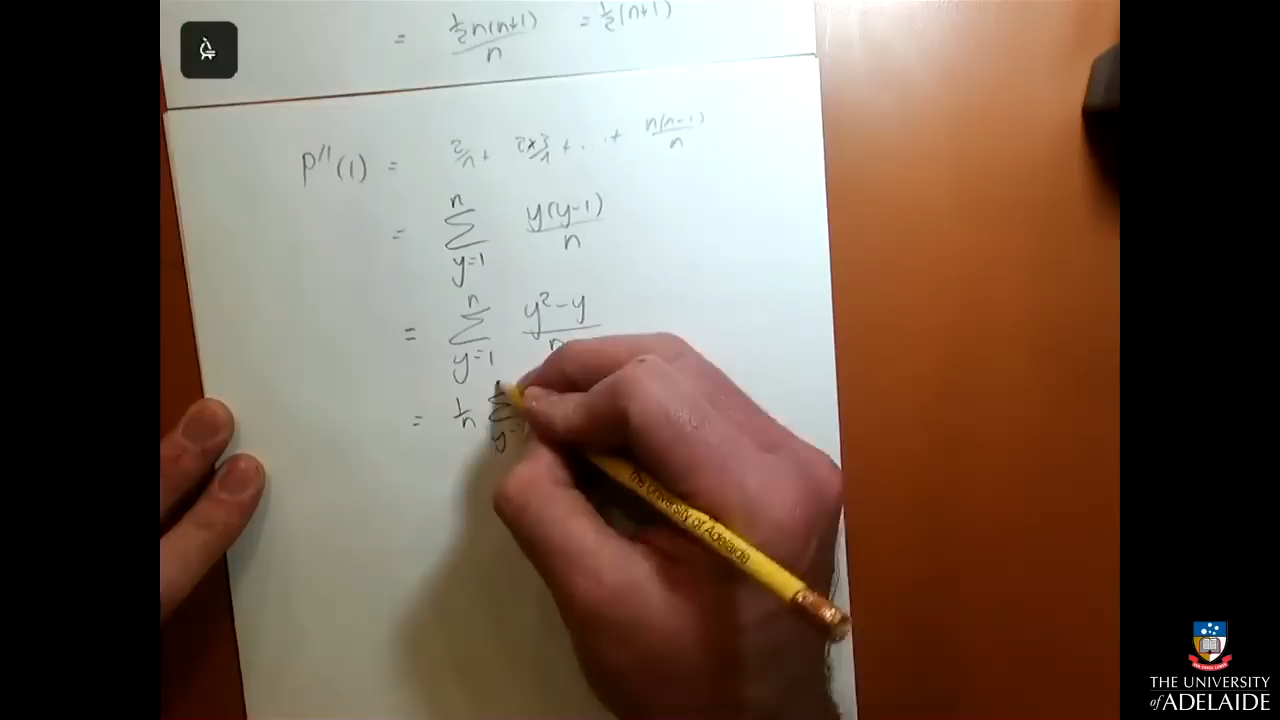 = ½n(n+1)/n = ½(n+1)
P''(1) = 2/n + 2×3/n + . . + n(n-1)/n
= Σ_{y=1}^{n} y(y-1)/n
= Σ_{y=1}^{n} y² - y / n
= 1/n Σ y=
The University of Adelaide
THE UNIVERSITY
of ADELAIDE